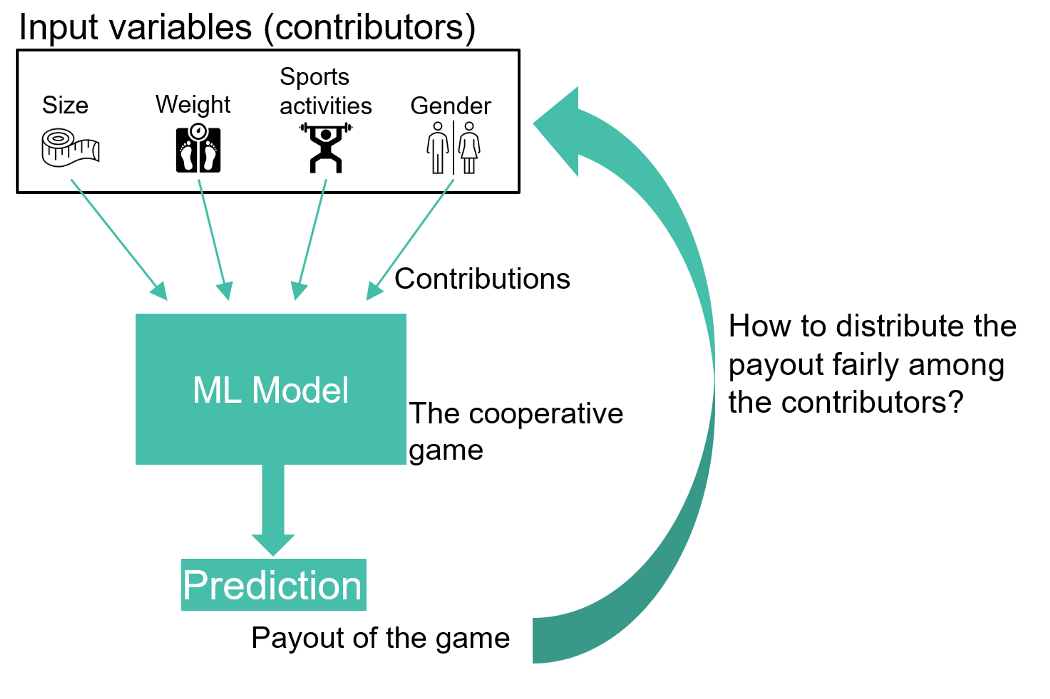 Input variables (contributors)
Size
Weight
Sports
activities
Gender
Contributions
ML Model
The cooperative
game
Prediction
Payout of the game
How to distribute the
payout fairly among
the contributors?